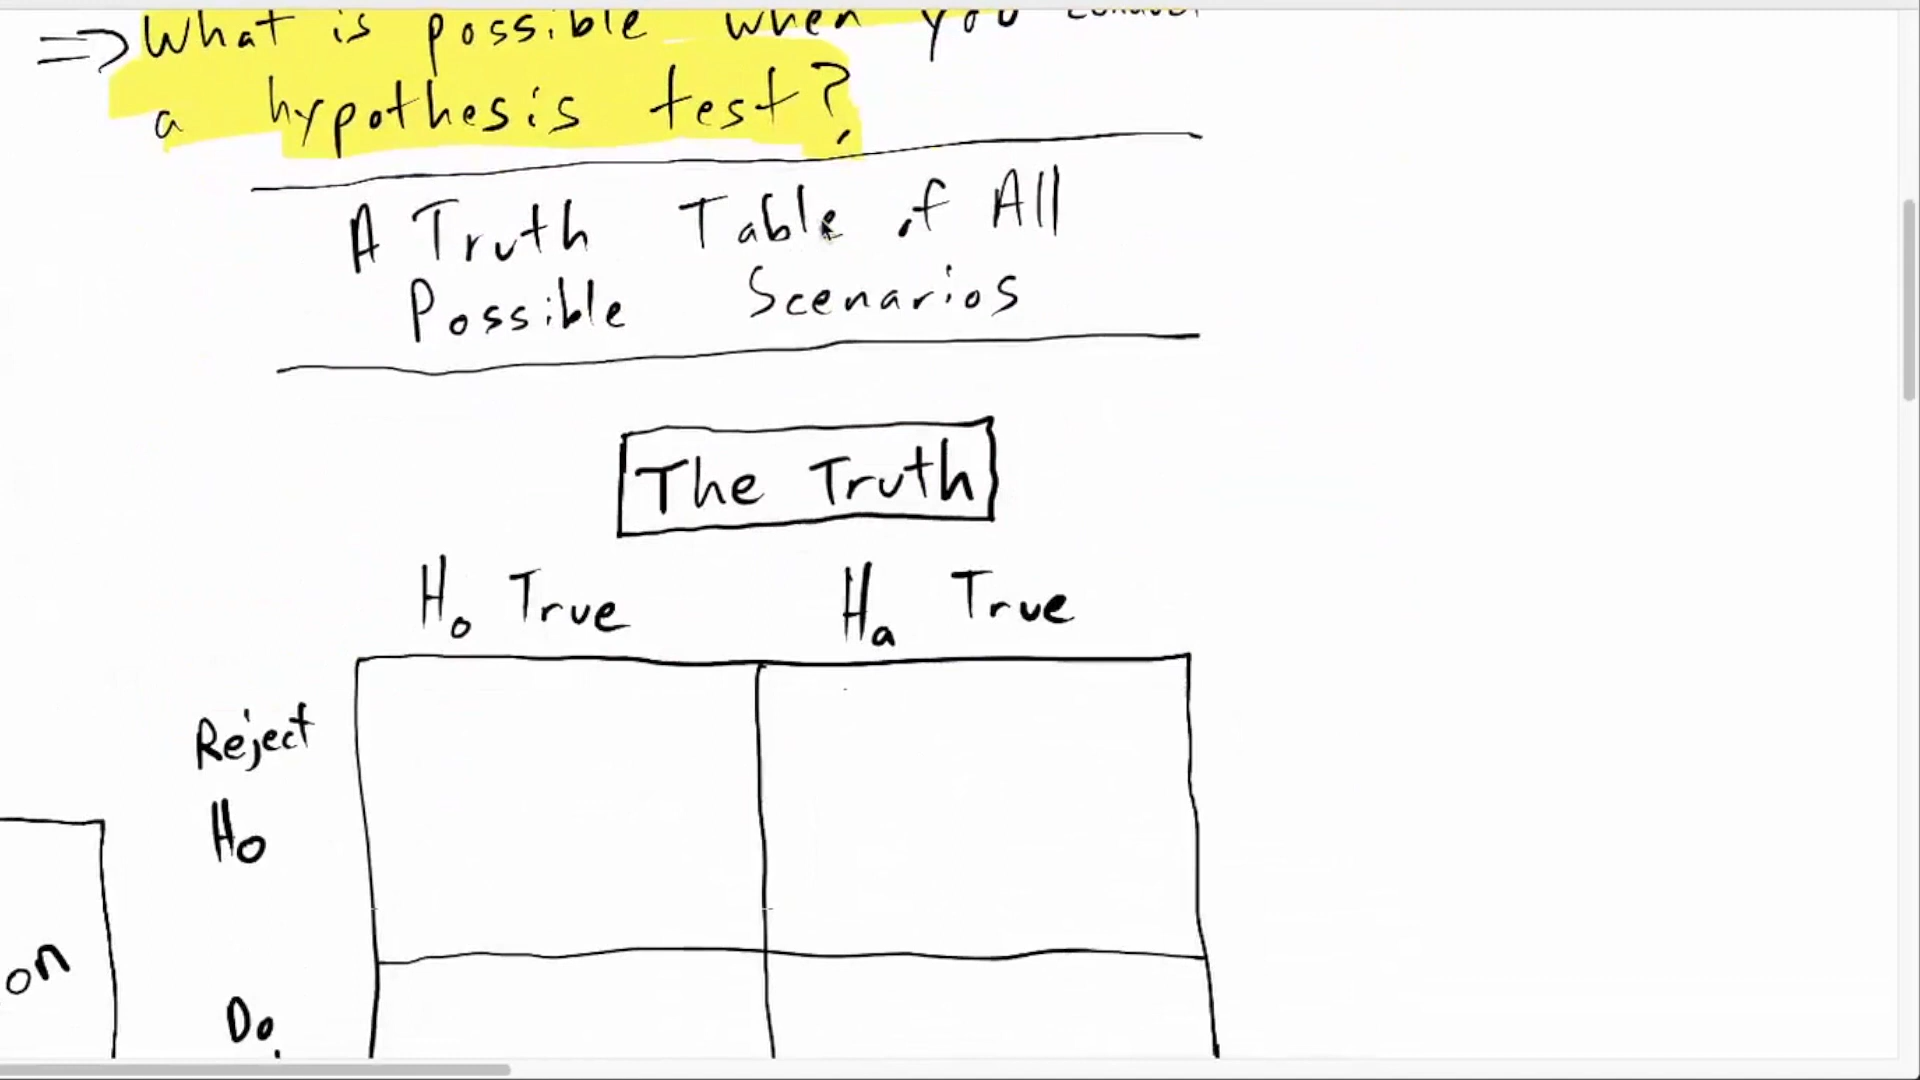 ⇒ What is possible when you conduct
a hypothesis test?
A Truth Table of All
Possible Scenarios
The Truth
H₀ True Hₐ True
Reject
H₀
on
Do